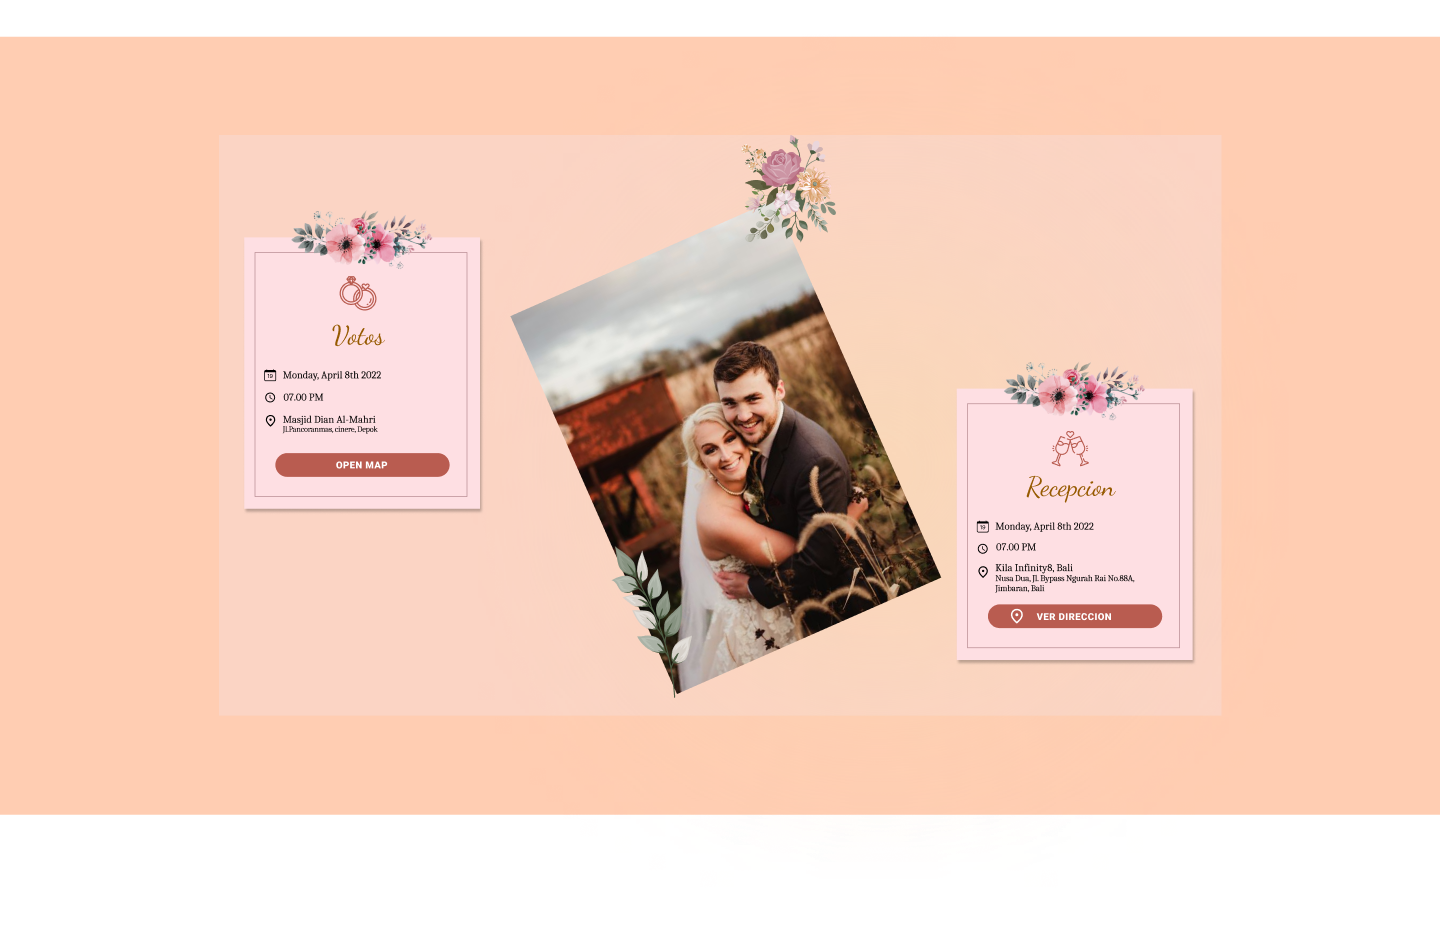 Votos
19
Monday, April 8th 2022
07.00 PM
Masjid Dian Al-Mahri
Jl.Pancoranmas, cinere, Depok
OPEN MAP
Recepcion
19
Monday, April 8th 2022
07.00 PM
Kila Infinity8, Bali
Nusa Dua, Jl. Bypass Ngurah Rai No.88A,
Jimbaran, Bali
VER DIRECCION